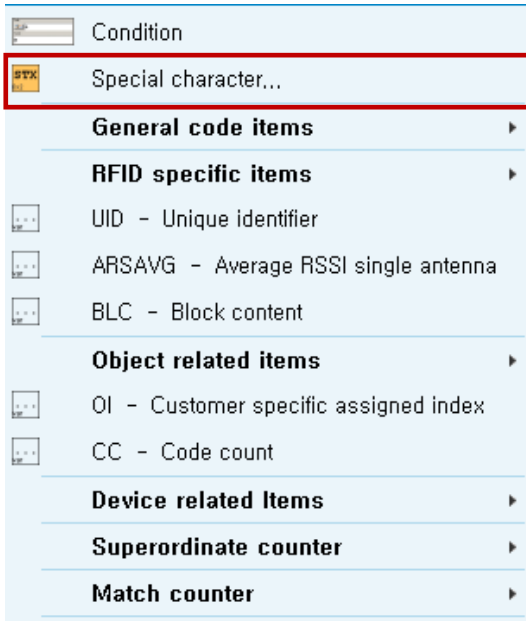 Condition
STX
Special character...
General code items
RFID specific items
UID - Unique identifier
ARSAVG - Average RSSI single antenna
BLC - Block content
Object related items
OI - Customer specific assigned index
CC - Code count
Device related Items
Superordinate counter
Match counter